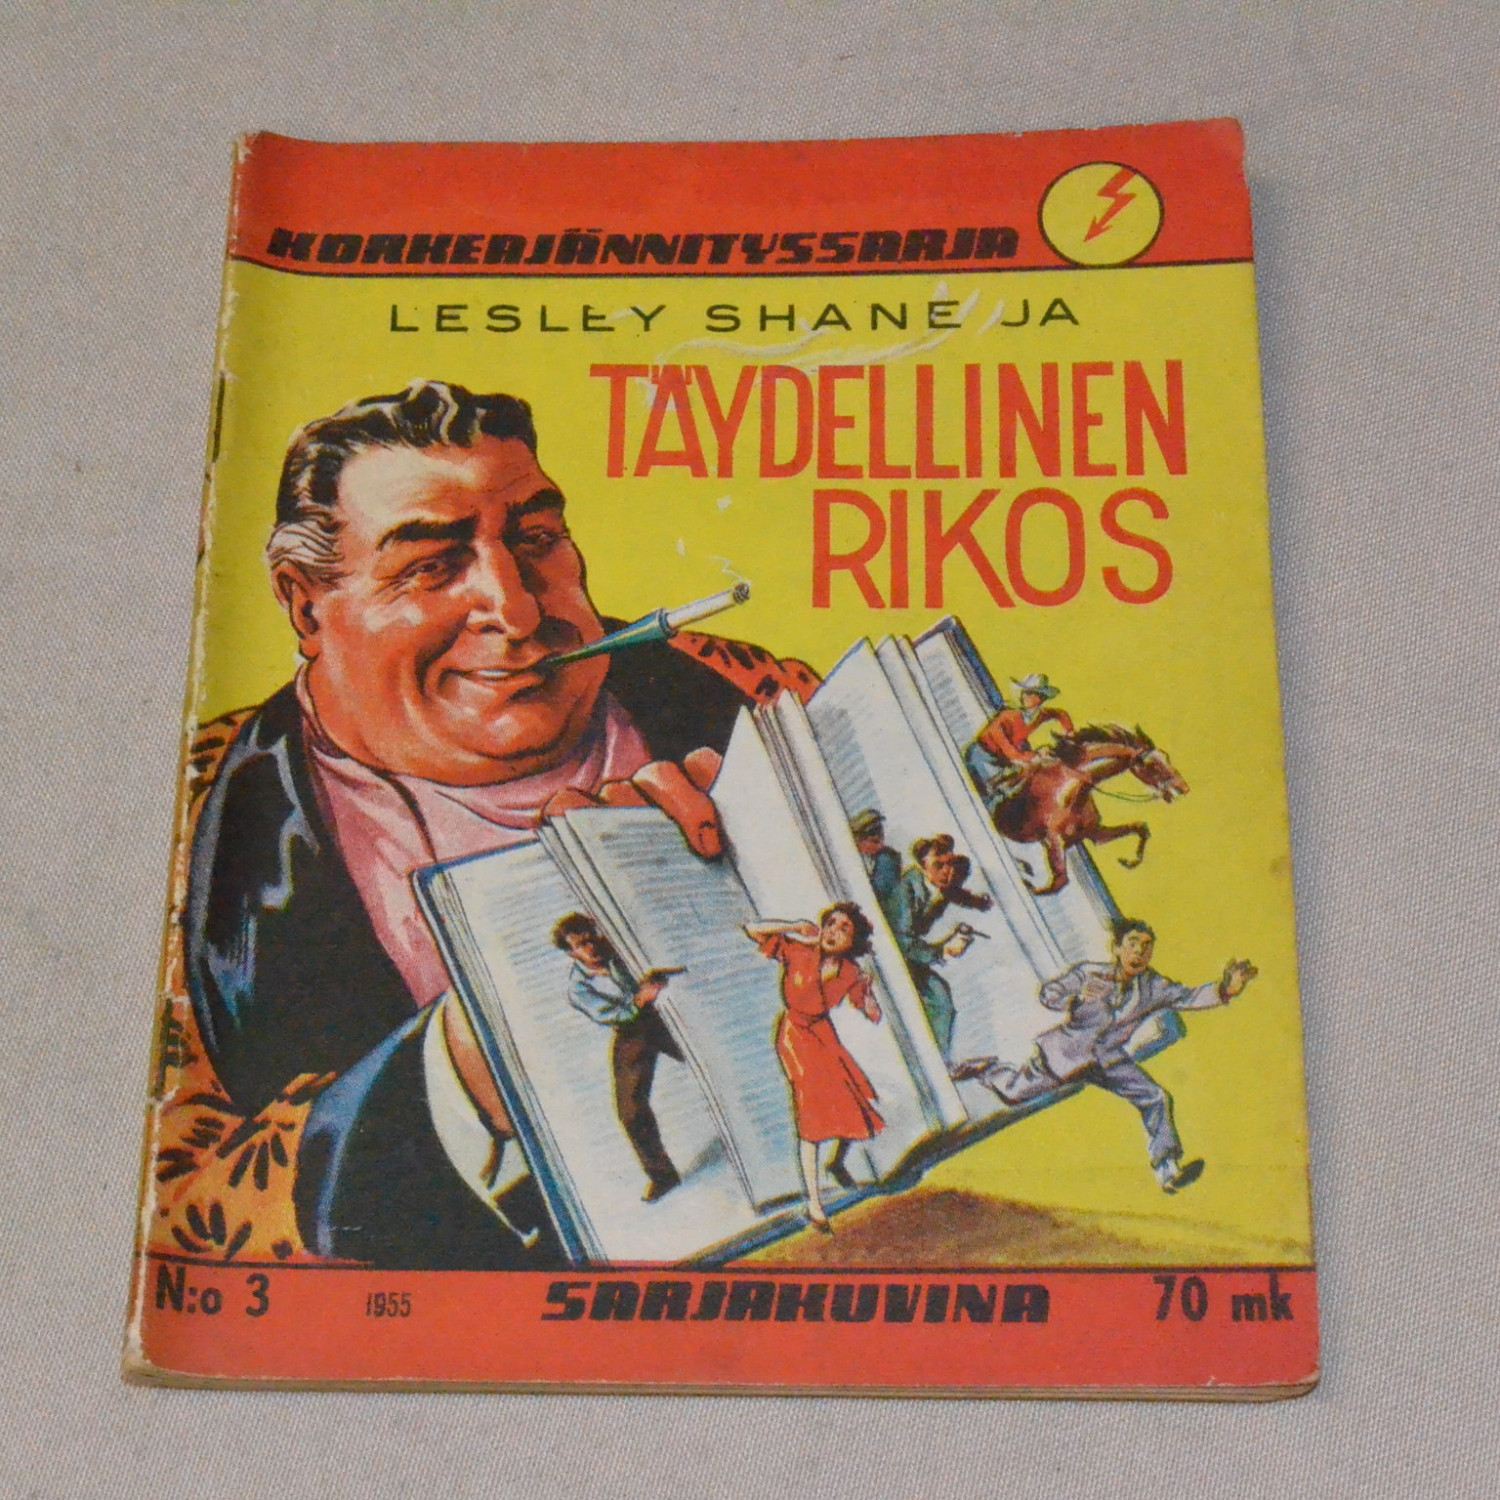 KORKEAJÄNNITYSSARJA
LESLEY SHANE JA
TÄYDELLINEN
RIKOS
N:o 3 1955 SARJAKUVINA 70 mk